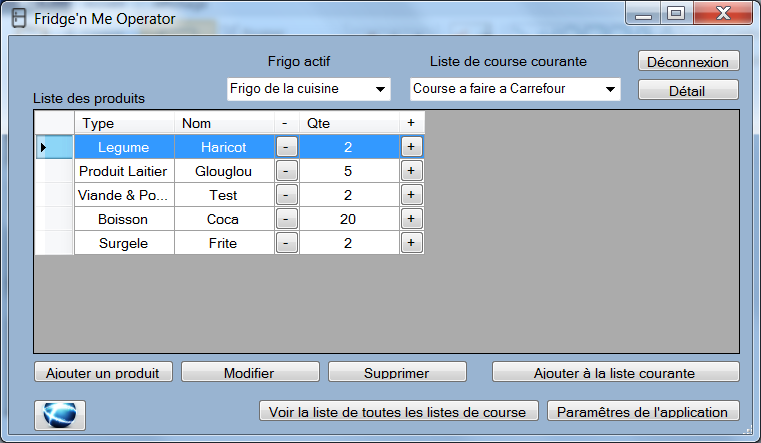 Fridge'n Me Operator
Frigo actif
Liste de course courante
Déconnexion
Frigo de la cuisine
Course a faire a Carrefour
Détail
Liste des produits
Type Nom - Qte +
Legume Haricot - 2 +
Produit Laitier Glouglou - 5 +
Viande & Po... Test - 2 +
Boisson Coca - 20 +
Surgele Frite - 2 +
Ajouter un produit
Modifier
Supprimer
Ajouter à la liste courante
Voir la liste de toutes les listes de course
Paramêtres de l'application